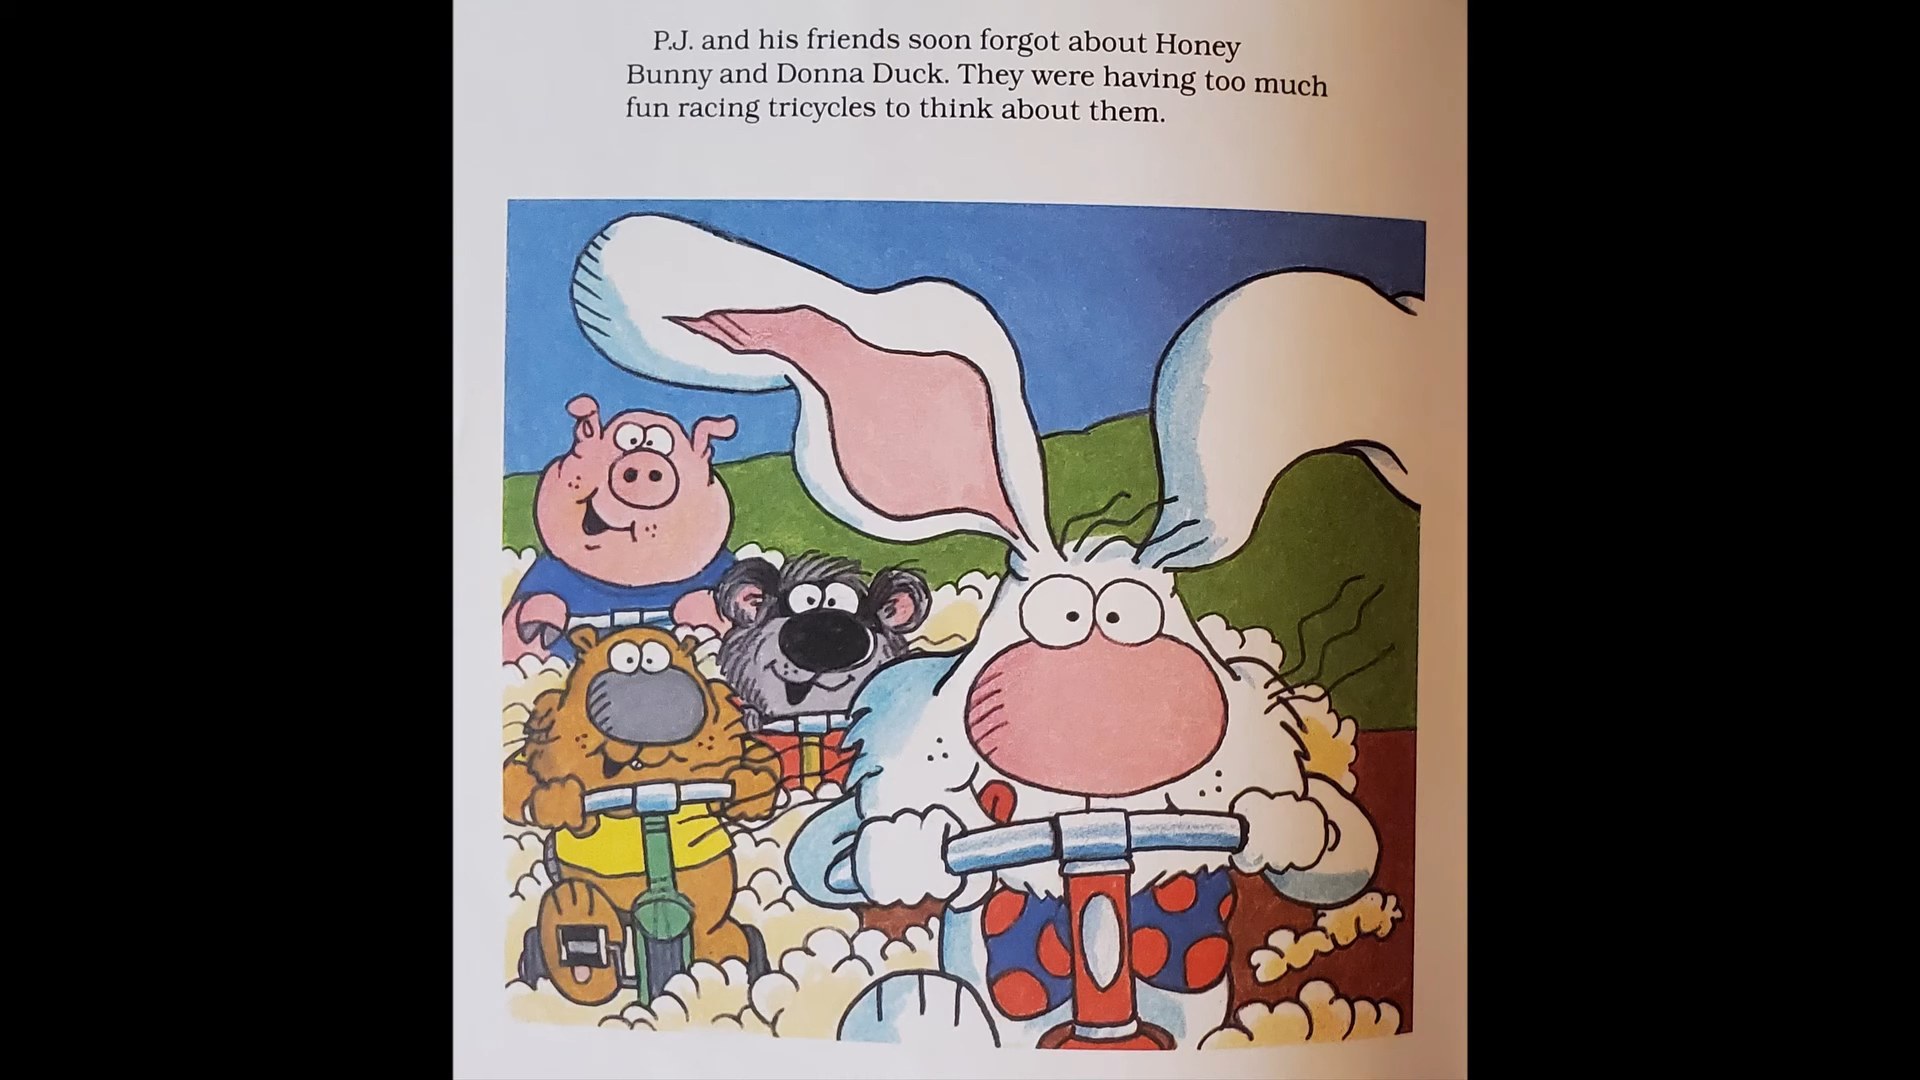 P.J. and his friends soon forgot about Honey
Bunny and Donna Duck. They were having too much
fun racing tricycles to think about them.